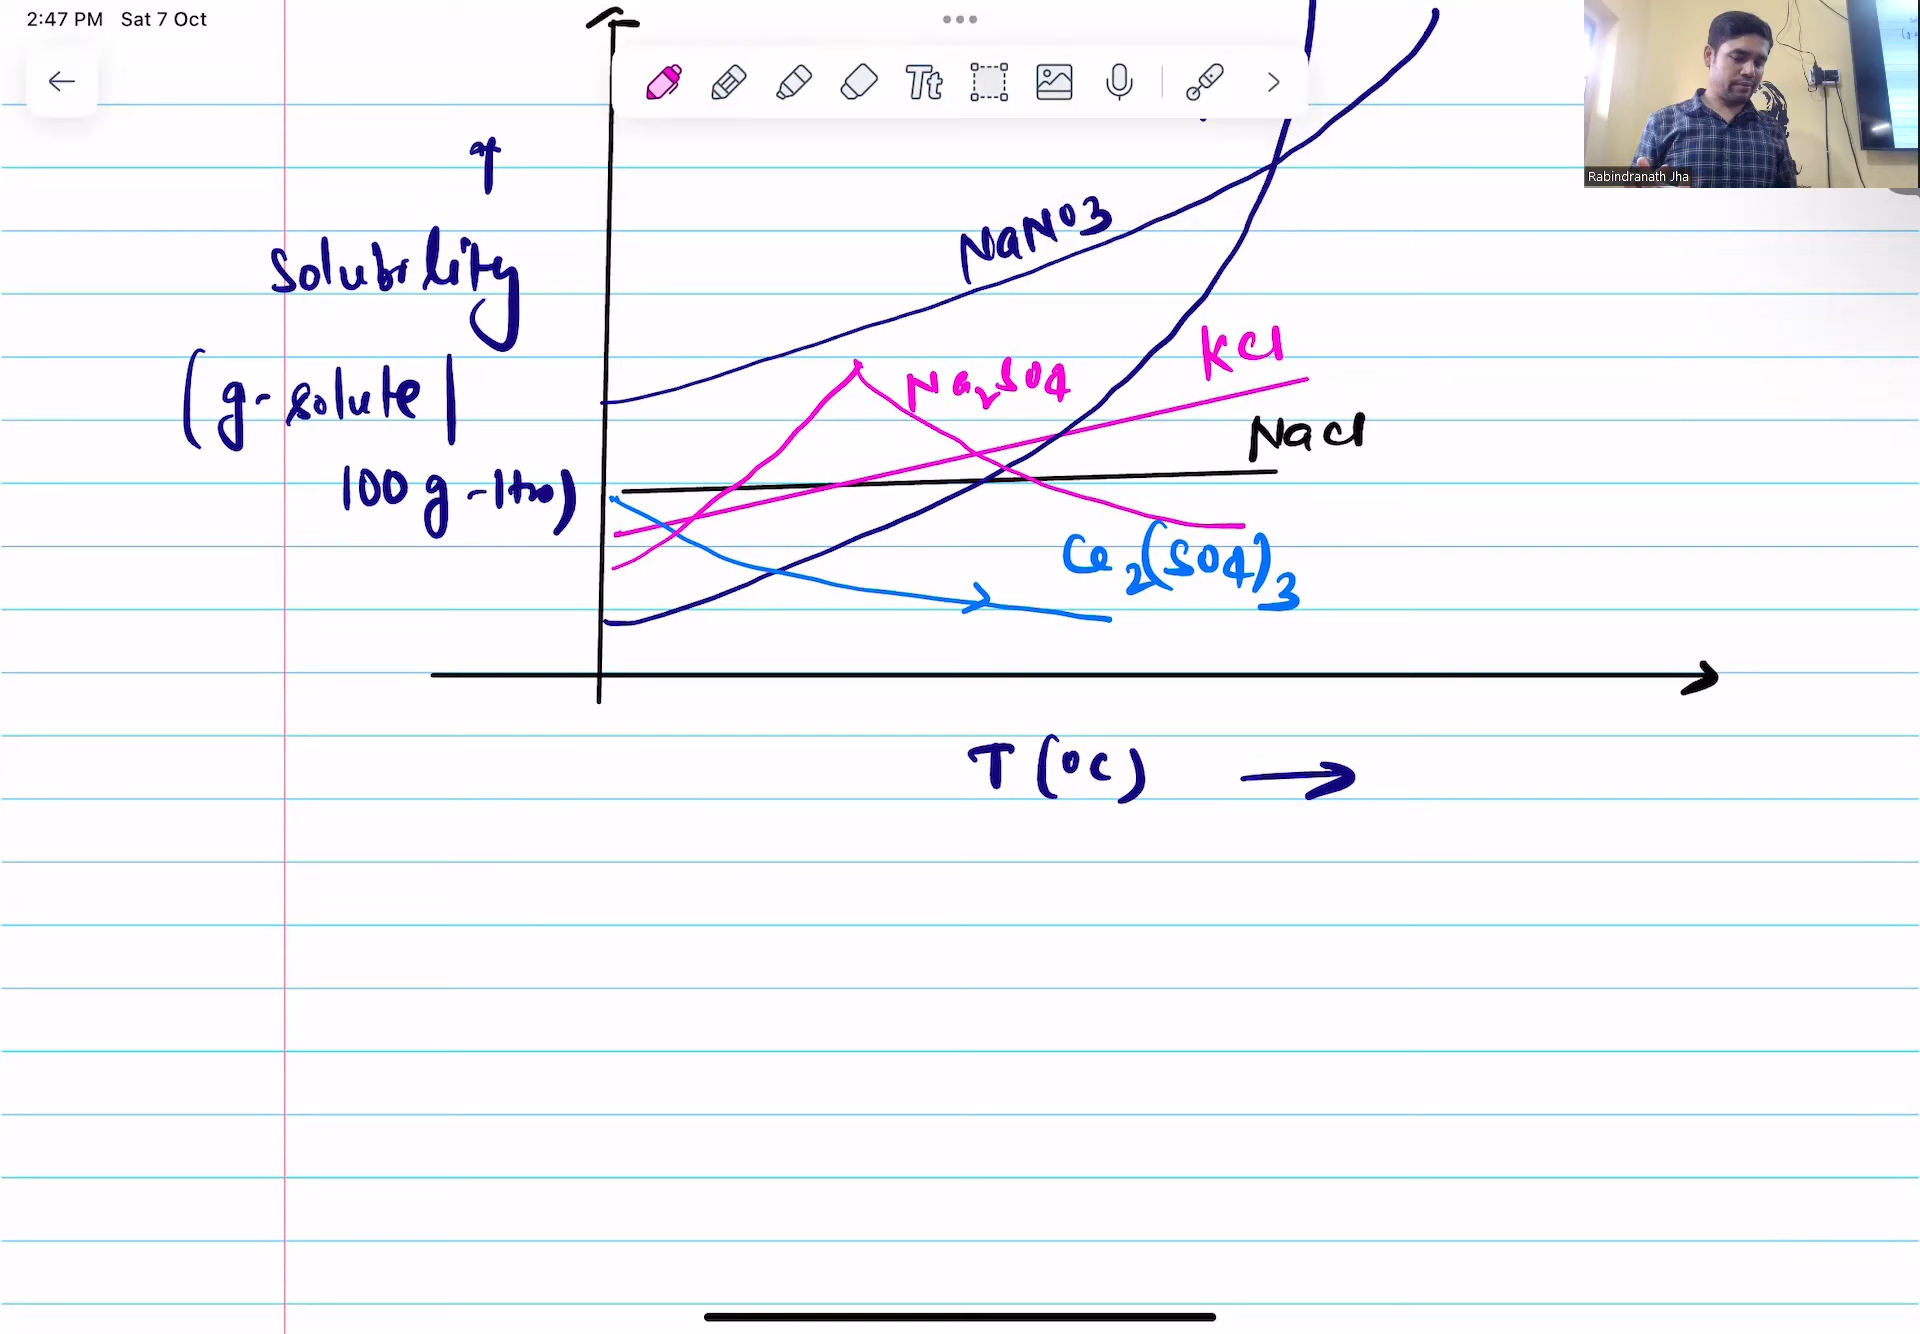 2:47 PM Sat 7 Oct
Tt
Rabindranath Jha
NaNO3
Solubility
KCl
Na2SO4
(g-solute|
NaCl
100 g-H2O)
Ce2(SO4)3
T (°C)